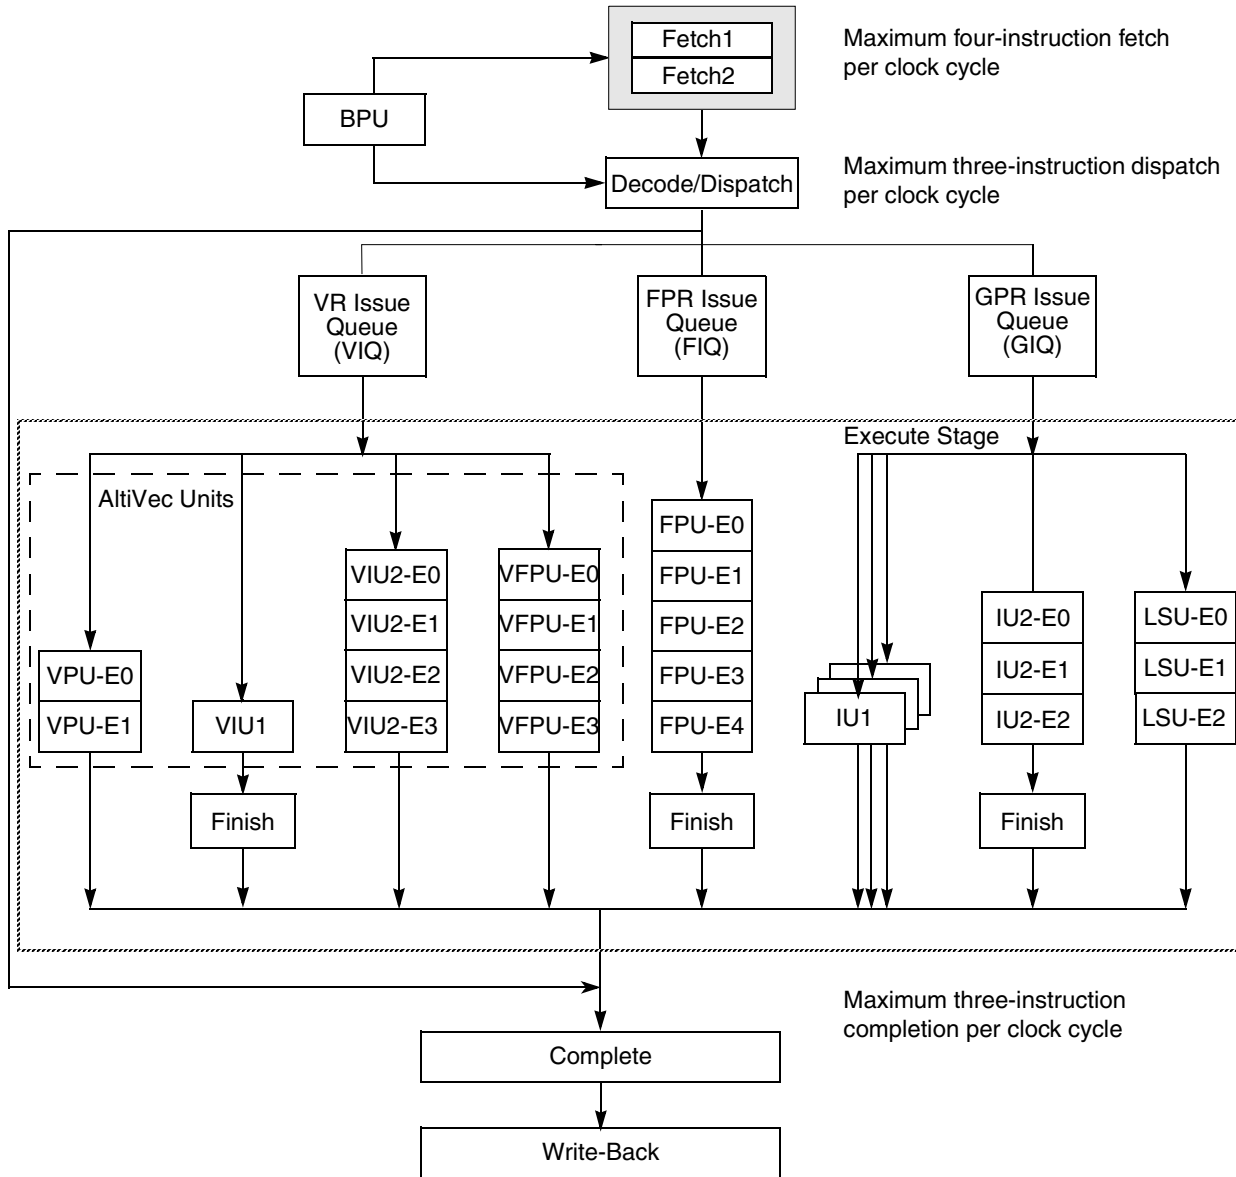 Fetch1
Fetch2
Maximum four-instruction fetch
per clock cycle
BPU
Decode/Dispatch
Maximum three-instruction dispatch
per clock cycle
VR Issue
Queue
(VIQ)
FPR Issue
Queue
(FIQ)
GPR Issue
Queue
(GIQ)
Execute Stage
AltiVec Units
VPU-E0
VPU-E1
VIU1
Finish
VIU2-E0
VIU2-E1
VIU2-E2
VIU2-E3
VFPU-E0
VFPU-E1
VFPU-E2
VFPU-E3
FPU-E0
FPU-E1
FPU-E2
FPU-E3
FPU-E4
Finish
IU1
IU2-E0
IU2-E1
IU2-E2
Finish
LSU-E0
LSU-E1
LSU-E2
Maximum three-instruction
completion per clock cycle
Complete
Write-Back